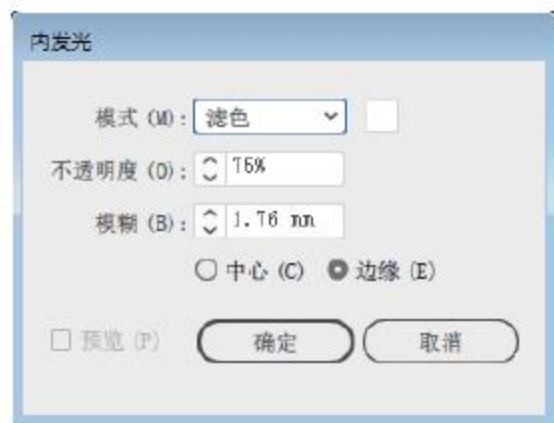 内发光
模式 (M): 滤色
不透明度 (O): 75%
模糊 (B): 1.76 mm
中心 (C) 边缘 (E)
预览 (P) 确定 取消